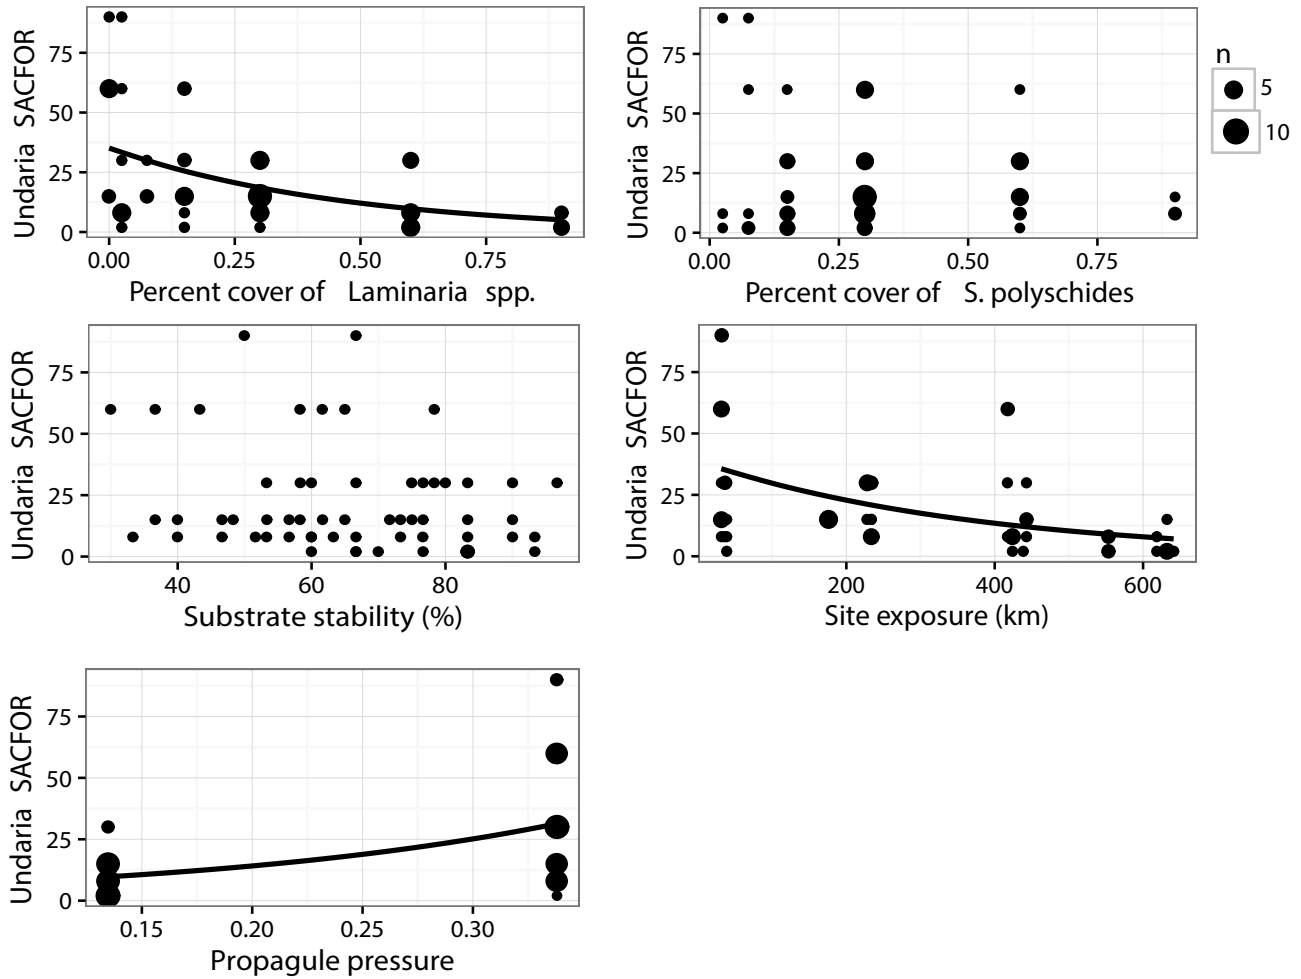 Undaria SACFOR
75
50
25
0
0.00 0.25 0.50 0.75
Percent cover of Laminaria spp.
Undaria SACFOR
75
50
25
0
0.00 0.25 0.50 0.75
Percent cover of S. polyschides
n
5
10
Undaria SACFOR
75
50
25
0
40 60 80
Substrate stability (%)
Undaria SACFOR
75
50
25
0
200 400 600
Site exposure (km)
Undaria SACFOR
75
50
25
0
0.15 0.20 0.25 0.30
Propagule pressure